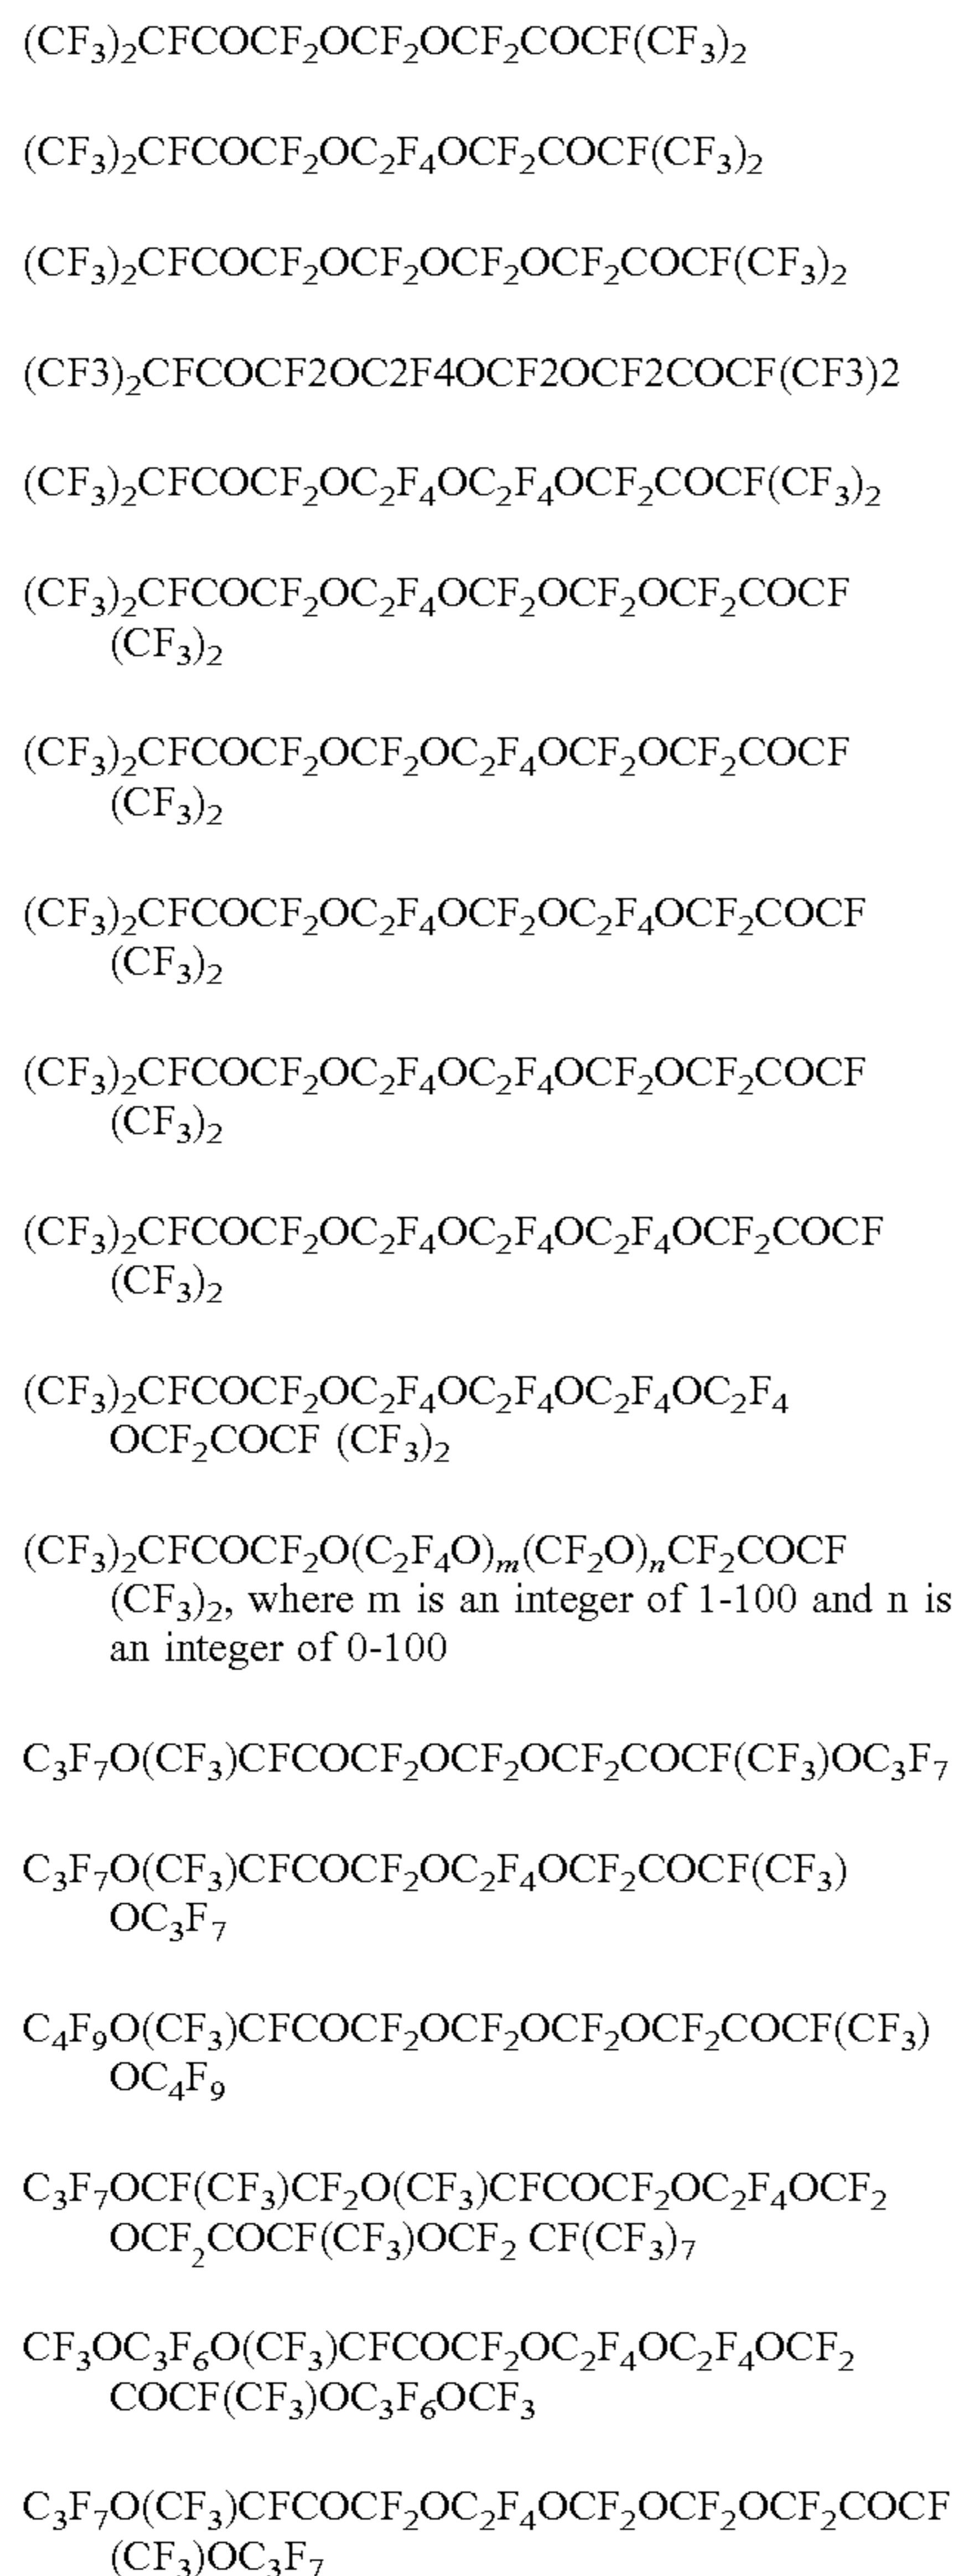 (CF₃)₂CFCOCF₂OCF₂OCF₂COCF(CF₃)₂
(CF₃)₂CFCOCF₂OC₂F₄OCF₂COCF(CF₃)₂
(CF₃)₂CFCOCF₂OCF₂OCF₂OCF₂COCF(CF₃)₂
(CF3)₂CFCOCF2OC2F4OCF2OCF2COCF(CF3)2
(CF₃)₂CFCOCF₂OC₂F₄OC₂F₄OCF₂COCF(CF₃)₂
(CF₃)₂CFCOCF₂OC₂F₄OCF₂OCF₂OCF₂COCF
(CF₃)₂
(CF₃)₂CFCOCF₂OCF₂OC₂F₄OCF₂OCF₂COCF
(CF₃)₂
(CF₃)₂CFCOCF₂OC₂F₄OCF₂OC₂F₄OCF₂COCF
(CF₃)₂
(CF₃)₂CFCOCF₂OC₂F₄OC₂F₄OCF₂OCF₂COCF
(CF₃)₂
(CF₃)₂CFCOCF₂OC₂F₄OC₂F₄OC₂F₄OCF₂COCF
(CF₃)₂
(CF₃)₂CFCOCF₂OC₂F₄OC₂F₄OC₂F₄OC₂F₄
OCF₂COCF (CF₃)₂
(CF₃)₂CFCOCF₂O(C₂F₄O)ₘ(CF₂O)ₙCF₂COCF
(CF₃)₂, where m is an integer of 1-100 and n is
an integer of 0-100
C₃F₇O(CF₃)CFCOCF₂OCF₂OCF₂COCF(CF₃)OC₃F₇
C₃F₇O(CF₃)CFCOCF₂OC₂F₄OCF₂COCF(CF₃)
OC₃F₇
C₄F₉O(CF₃)CFCOCF₂OCF₂OCF₂OCF₂COCF(CF₃)
OC₄F₉
C₃F₇OCF(CF₃)CF₂O(CF₃)CFCOCF₂OC₂F₄OCF₂
OCF₂COCF(CF₃)OCF₂ CF(CF₃)₇
CF₃OC₃F₆O(CF₃)CFCOCF₂OC₂F₄OC₂F₄OCF₂
COCF(CF₃)OC₃F₆OCF₃
C₃F₇O(CF₃)CFCOCF₂OC₂F₄OCF₂OCF₂OCF₂COCF
(CF₃)OC₃F₇